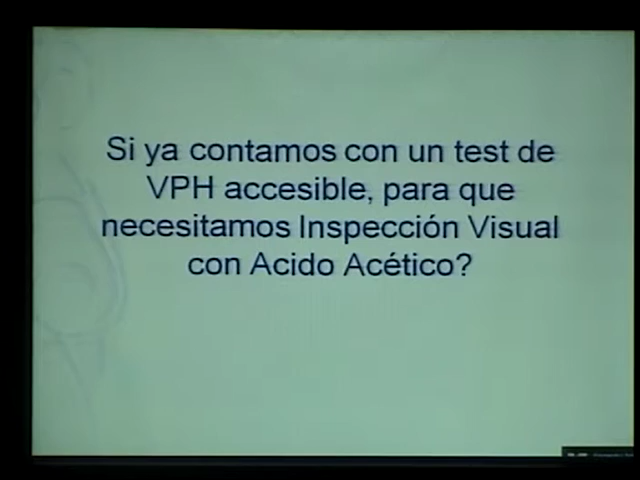 Si ya contamos con un test de
VPH accesible, para que
necesitamos Inspección Visual
con Acido Acético?